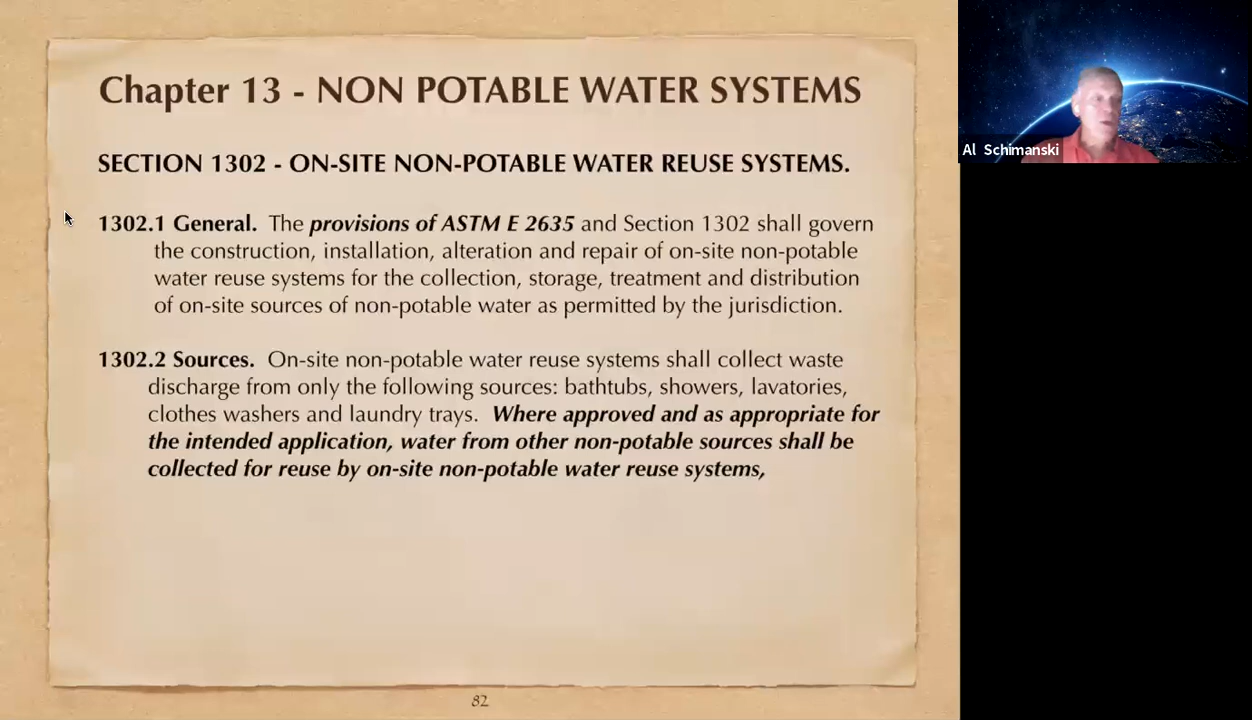 Chapter 13 - NON POTABLE WATER SYSTEMS
SECTION 1302 - ON-SITE NON-POTABLE WATER REUSE SYSTEMS.
1302.1 General. The provisions of ASTM E 2635 and Section 1302 shall govern
the construction, installation, alteration and repair of on-site non-potable
water reuse systems for the collection, storage, treatment and distribution
of on-site sources of non-potable water as permitted by the jurisdiction.
1302.2 Sources. On-site non-potable water reuse systems shall collect waste
discharge from only the following sources: bathtubs, showers, lavatories,
clothes washers and laundry trays. Where approved and as appropriate for
the intended application, water from other non-potable sources shall be
collected for reuse by on-site non-potable water reuse systems,
82
Al Schimanski